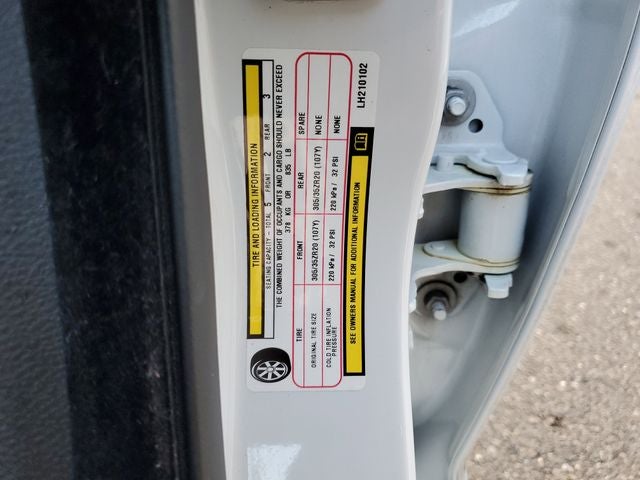 TIRE AND LOADING INFORMATION
SEATING CAPACITY - TOTAL 5 FRONT 2 REAR 3
THE COMBINED WEIGHT OF OCCUPANTS AND CARGO SHOULD NEVER EXCEED
378 KG OR 835 LB
TIRE FRONT REAR SPARE
ORIGINAL TIRE SIZE 305/35ZR20 (107Y) 305/35ZR20 (107Y) NONE
COLD TIRE INFLATION
PRESSURE 220 kPa / 32 PSI 220 kPa / 32 PSI NONE
SEE OWNERS MANUAL FOR ADDITIONAL INFORMATION
LH210102